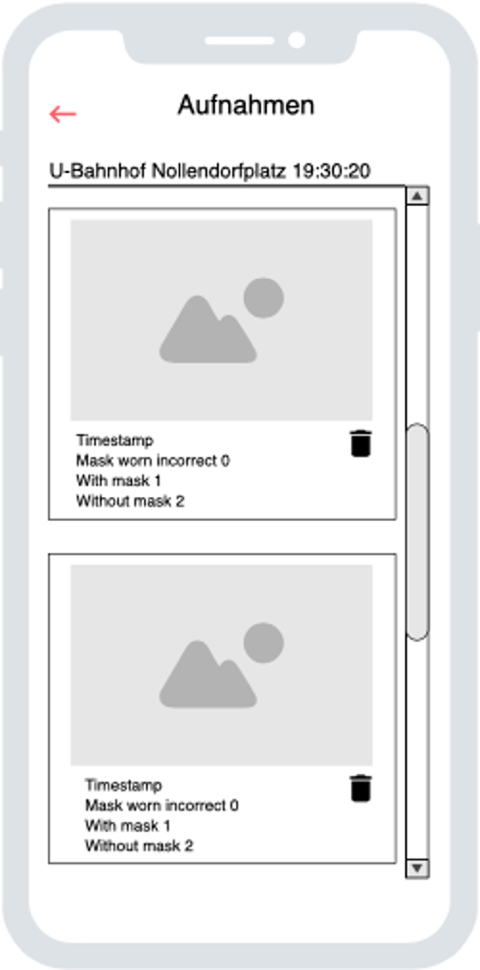 Aufnahmen
U-Bahnhof Nollendorfplatz 19:30:20
Timestamp
Mask worn incorrect 0
With mask 1
Without mask 2
Timestamp
Mask worn incorrect 0
With mask 1
Without mask 2